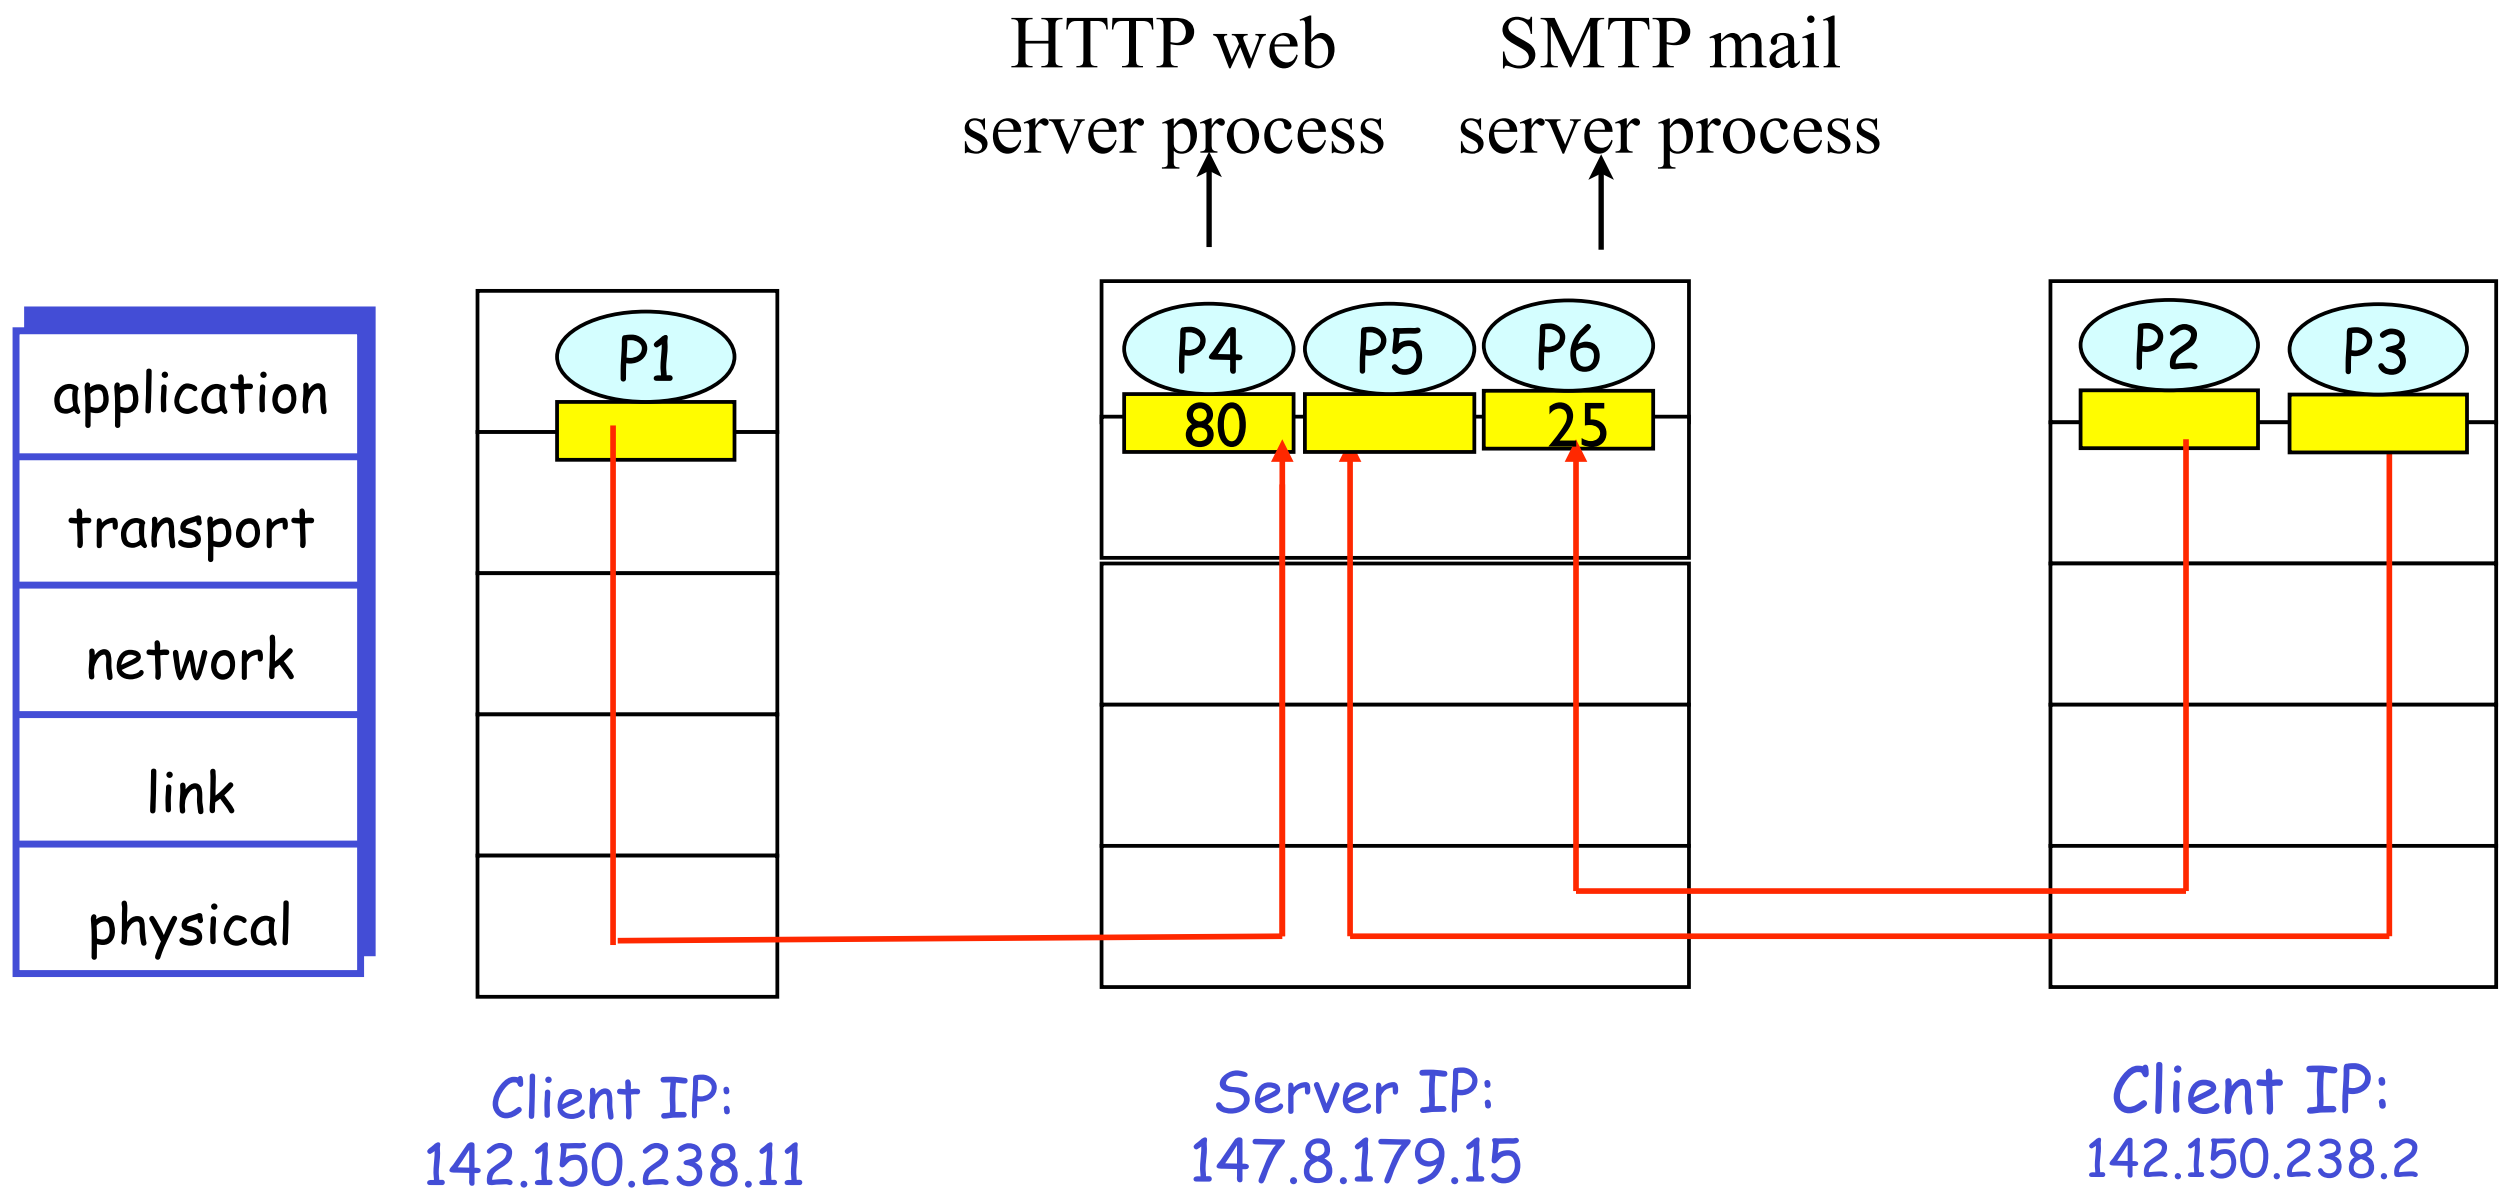 HTTP web
server process
SMTP mail
server process
P1
P4
P5
P6
P2
P3
80
25
application
transport
network
link
physical
Client IP:
142.150.238.11
Server IP:
147.8.179.15
Client IP:
142.150.238.2